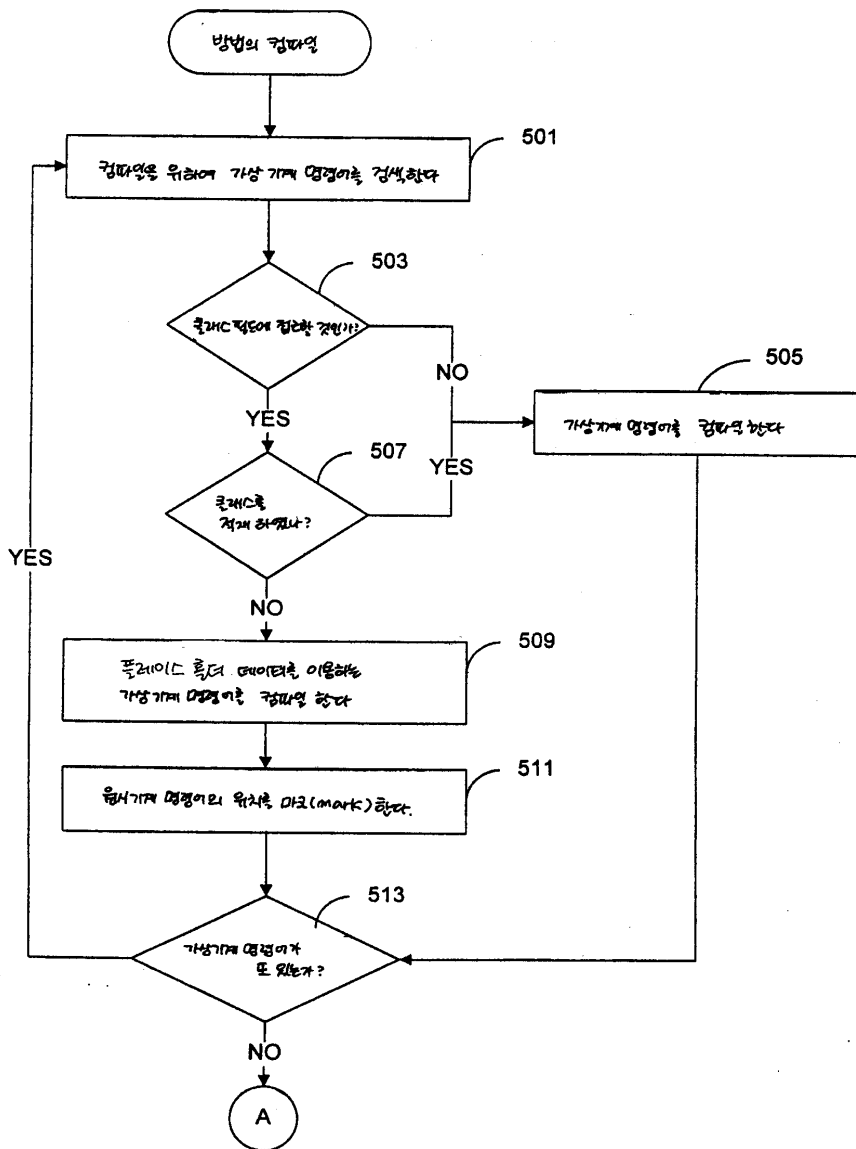 방법의 컴파일
501
컴파일을 위하여 가상 기계 명령어를 검색한다
503
클래스 필드에 접근할 것인가?
NO
505
YES
가상기계 명령어를 컴파일 한다
507
YES
클래스를
적재 하였나?
YES
NO
509
플레이스 홀더 데이터를 이용하는
가상기계 명령어를 컴파일 한다
511
원시기계 명령어의 위치를 마크(mark)한다.
513
가상기계 명령어가
또 있는가?
NO
A